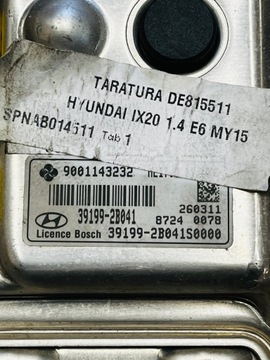 TARATURA DE815511
HYUNDAI IX20 1.4 E6 MY15
SPNAB014511 Tab 1
9001143232
39199-2B041
260311
8724 0078
Licence Bosch 39199-2B041S0000